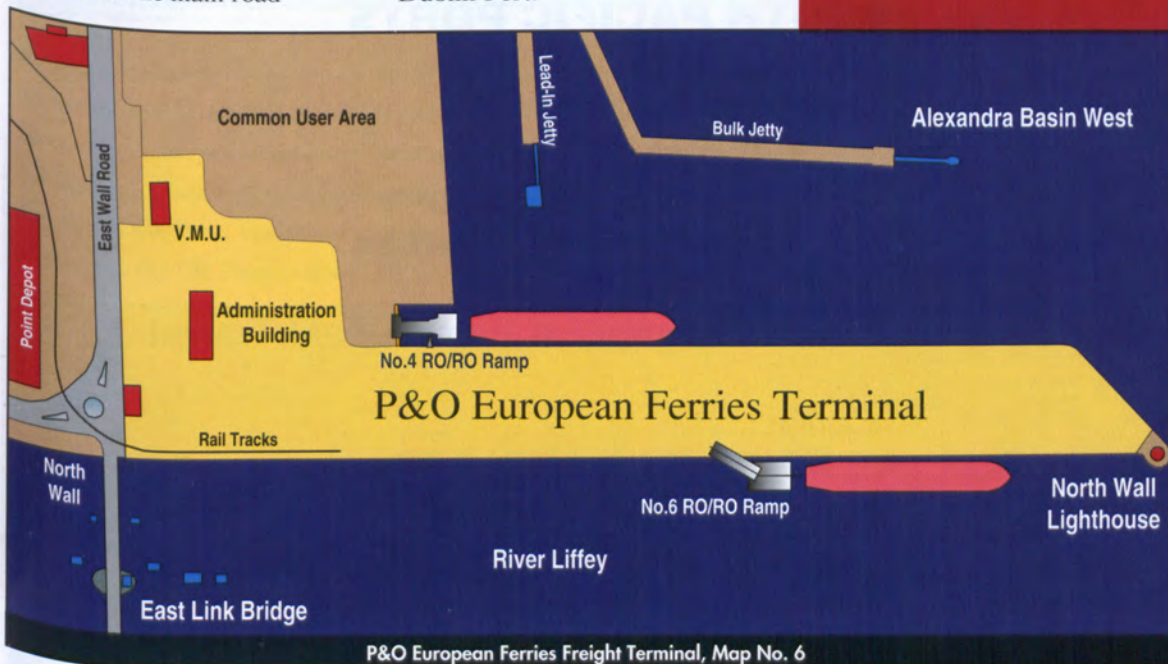 main road
Common User Area
Lead-In Jetty
Bulk Jetty
Alexandra Basin West
East Wall Road
V.M.U.
Point Depot
Administration
Building
No.4 RO/RO Ramp
P&O European Ferries Terminal
Rail Tracks
North
Wall
No.6 RO/RO Ramp
North Wall
Lighthouse
River Liffey
East Link Bridge
P&O European Ferries Freight Terminal, Map No. 6